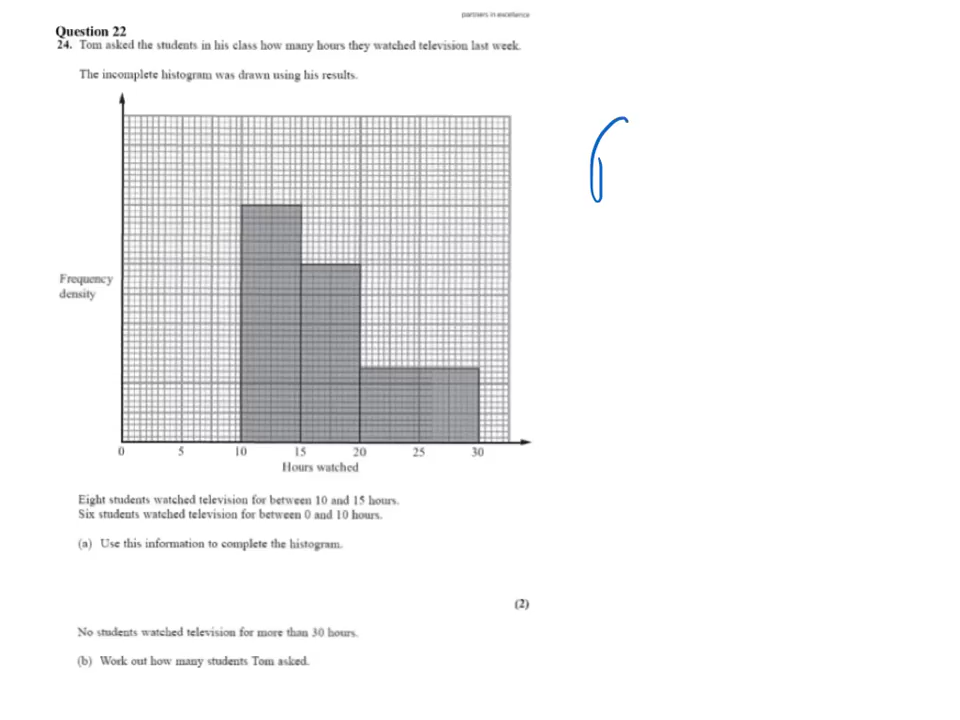 partners in excellence
Question 22
24. Tom asked the students in his class how many hours they watched television last week.
The incomplete histogram was drawn using his results.
Frequency
density
0 5 10 15 20 25 30
Hours watched
Eight students watched television for between 10 and 15 hours.
Six students watched television for between 0 and 10 hours.
(a) Use this information to complete the histogram.
(2)
No students watched television for more than 30 hours.
(b) Work out how many students Tom asked.